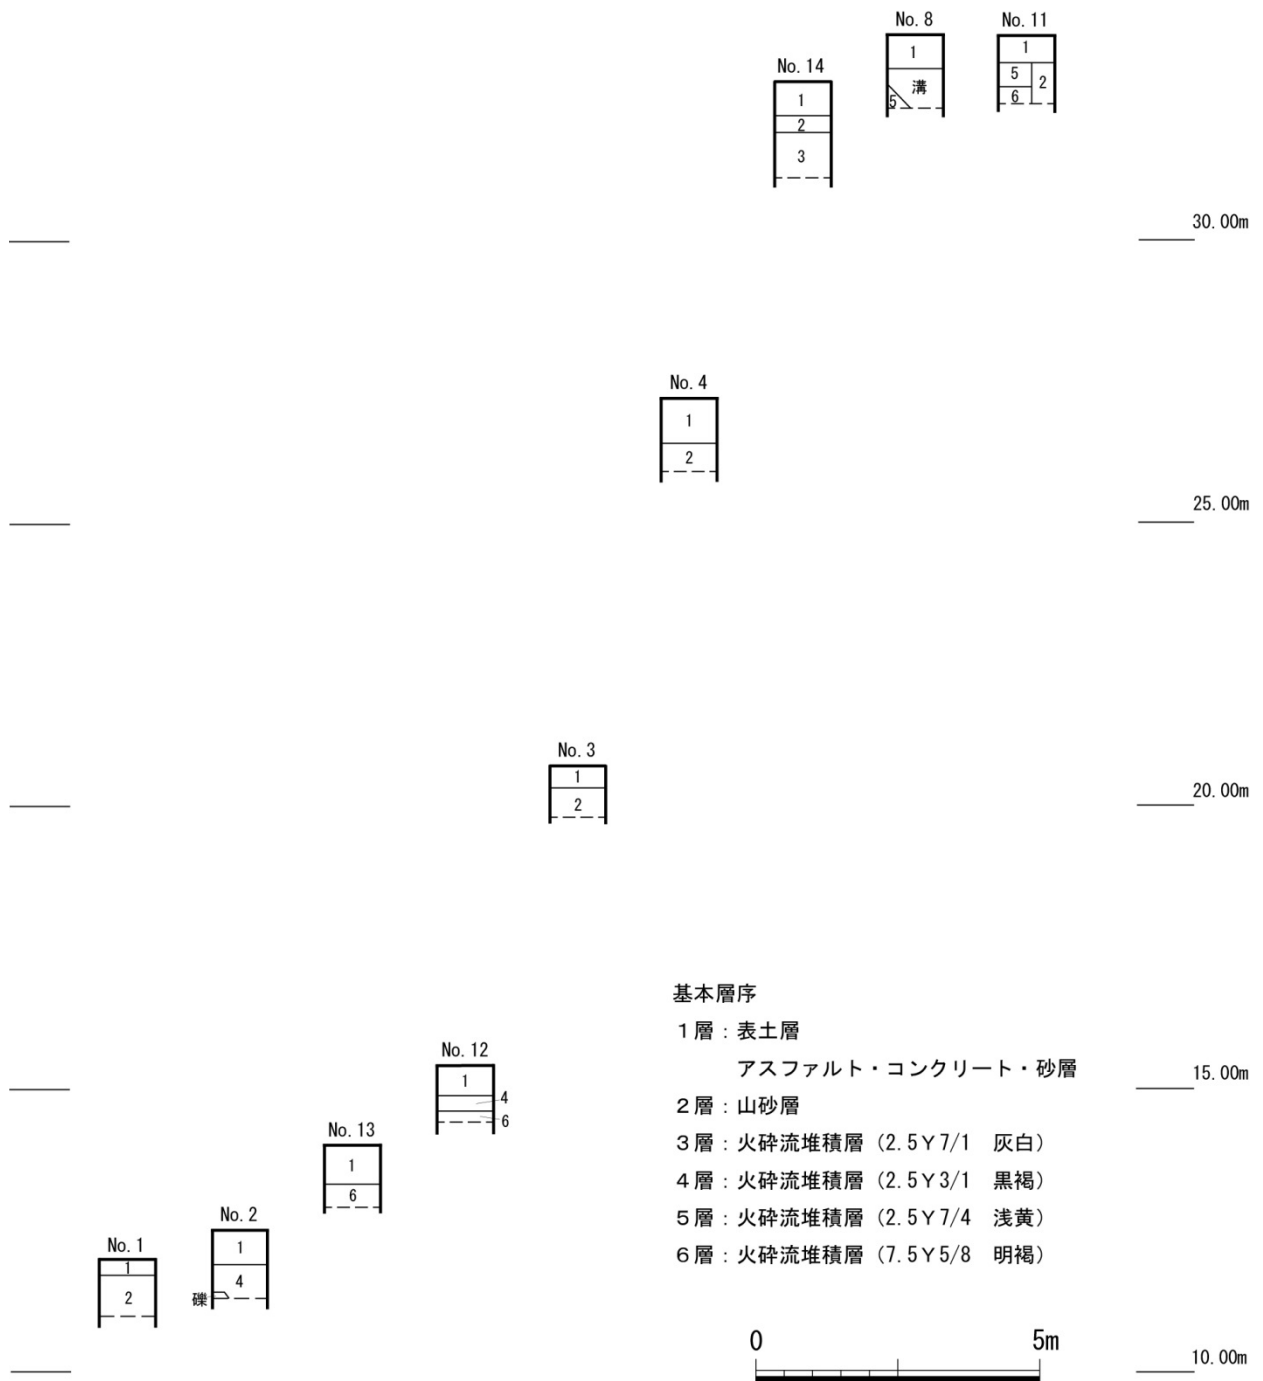 No. 8
No. 11
1
1
No. 14
5
2
溝
1
5
6
2
3
30.00m
No. 4
1
2
25.00m
No. 3
1
2
20.00m
基本層序
1層：表土層
アスファルト・コンクリート・砂層
2層：山砂層
3層：火砕流堆積層（2.5Y7/1　灰白）
4層：火砕流堆積層（2.5Y3/1　黒褐）
5層：火砕流堆積層（2.5Y7/4　浅黄）
6層：火砕流堆積層（7.5Y5/8　明褐）
No. 12
1
4
6
15.00m
No. 13
1
6
No. 2
1
4
礫
No. 1
1
2
0
5m
10.00m